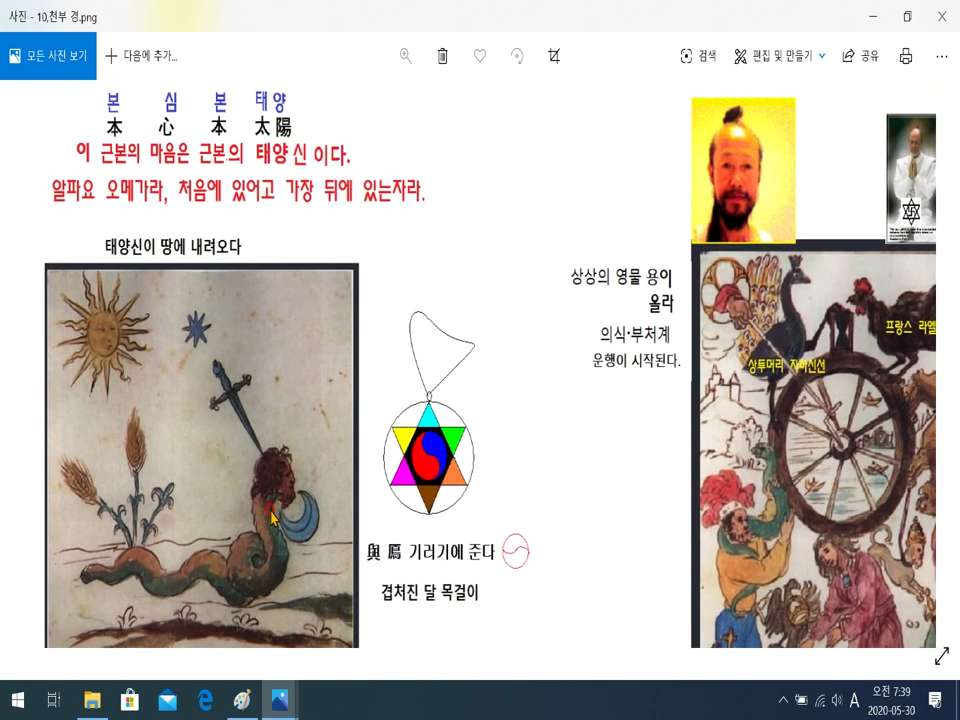 사진 - 10,천부 경.png
모든 사진 보기
다음에 추가...
검색
편집 및 만들기
공유
본 심 본 태양
本 心 本 太陽
이 근본의 마음은 근본의 태양신 이다.
알파요 오메가라, 처음에 있어고 가장 뒤에 있는자라.
태양신이 땅에 내려오다
상상의 영물 용이
올라
의식·부처계
운행이 시작된다.
프랑스 라엘
상투머리 자하신선
기러기에 준다
겹처진 달 목걸이
A
오전 7:39
2020-05-30